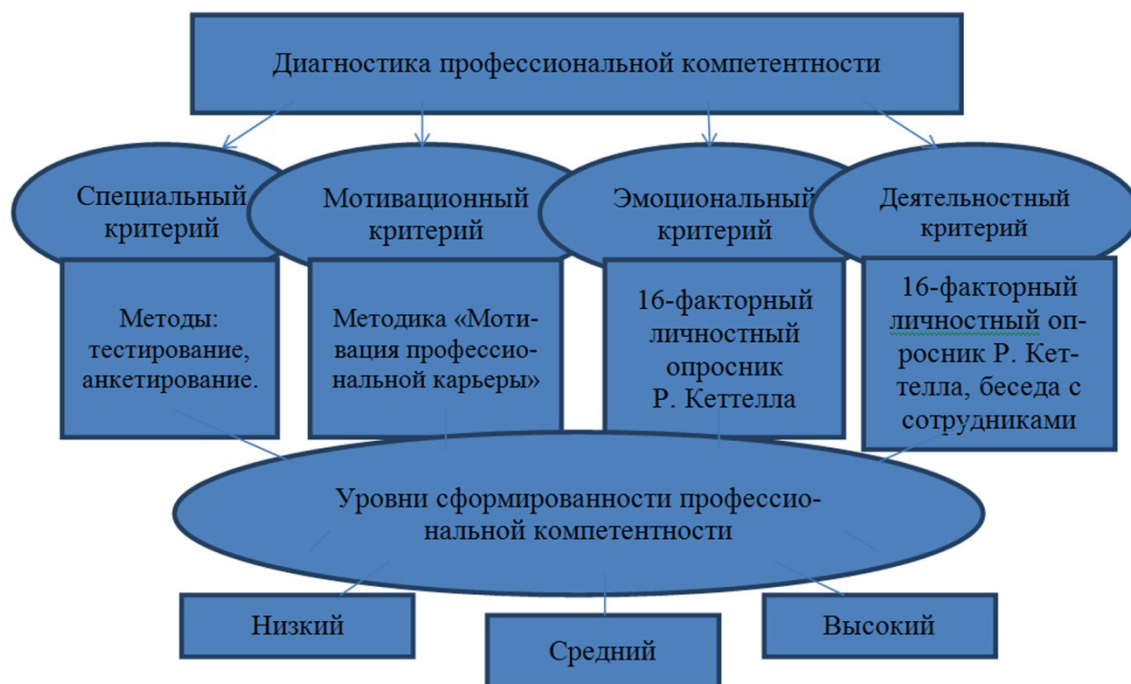 Диагностика профессиональной компетентности
Специальный
критерий
Мотивационный
критерий
Эмоциональный
критерий
Деятельностный
критерий
Методы:
тестирование,
анкетирование.
Методика «Моти-
вация профессио-
нальной карьеры»
16-факторный
личностный
опросник
Р. Кеттелла
16-факторный
личностный оп-
росник Р. Кет-
телла, беседа с
сотрудниками
Уровни сформированности профессио-
нальной компетентности
Низкий
Средний
Высокий